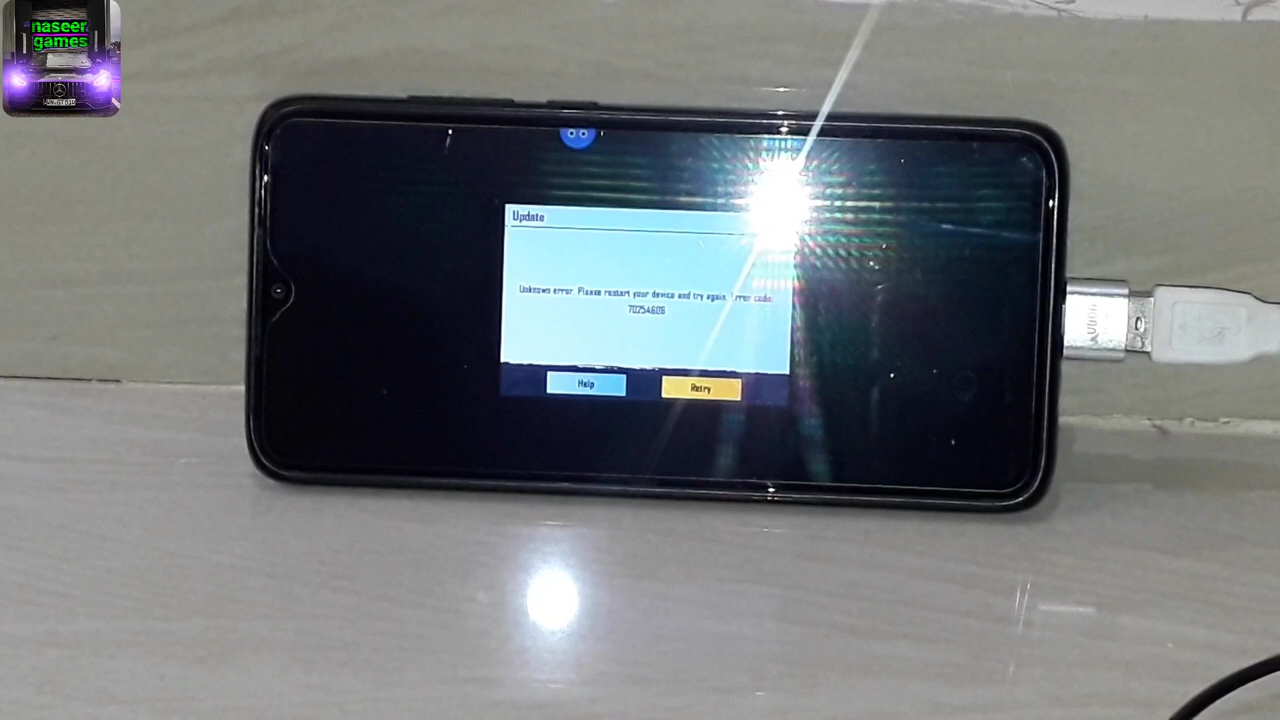 naseer
games
Update
Unknown error. Please restart your device and try again. Error code:
70254606
Help
Retry